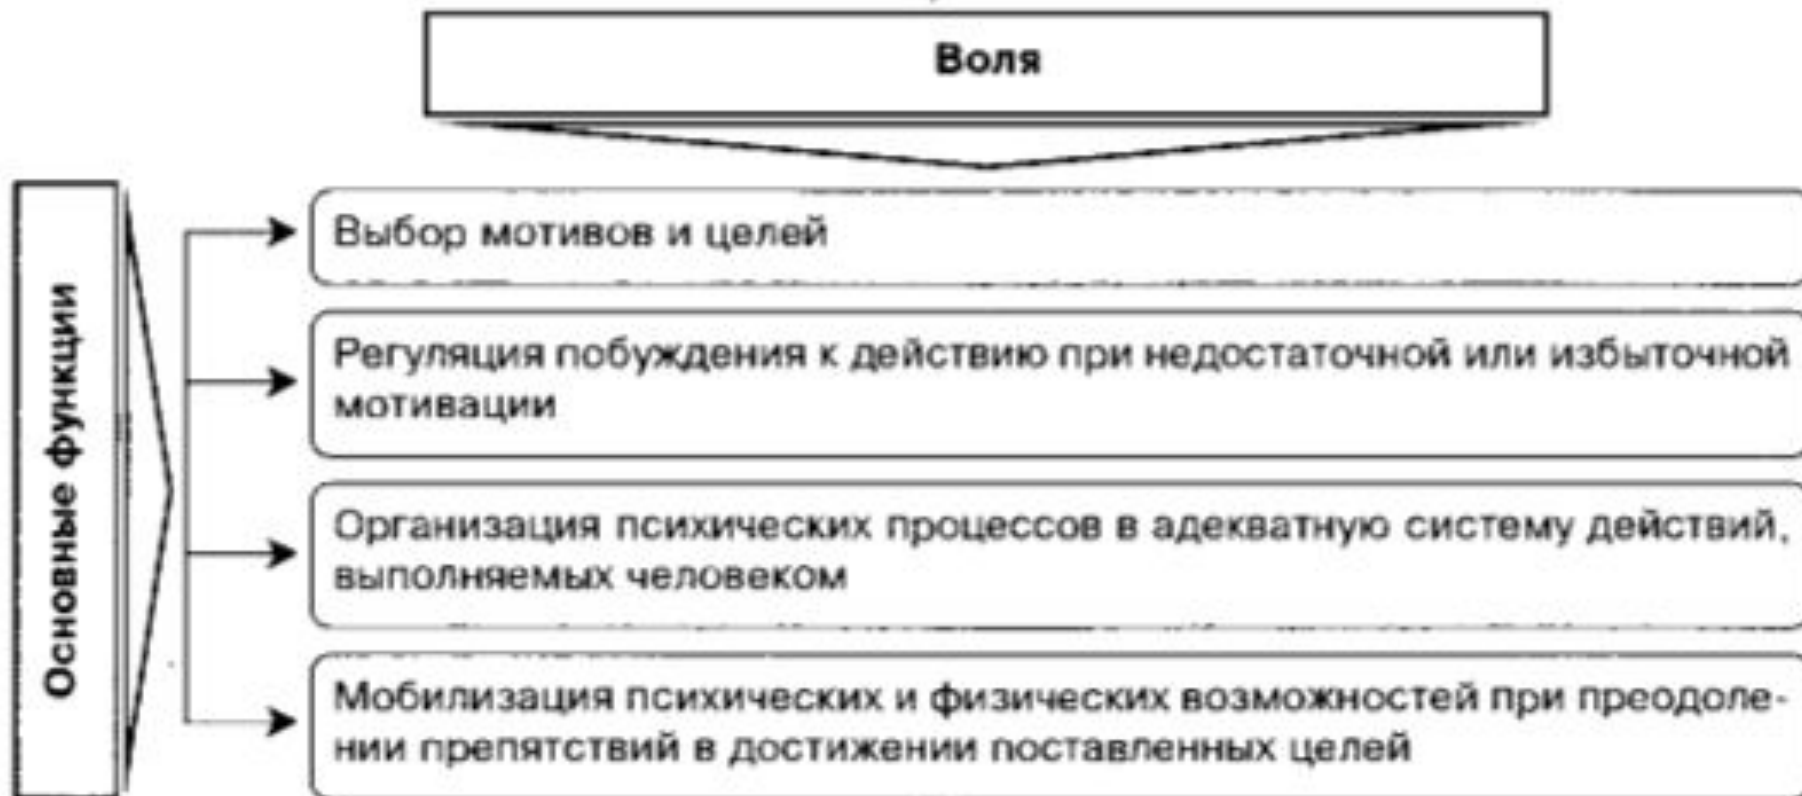 Воля
Основные функции
Выбор мотивов и целей
Регуляция побуждения к действию при недостаточной или избыточной
мотивации
Организация психических процессов в адекватную систему действий,
выполняемых человеком
Мобилизация психических и физических возможностей при преодоле-
нии препятствий в достижении поставленных целей